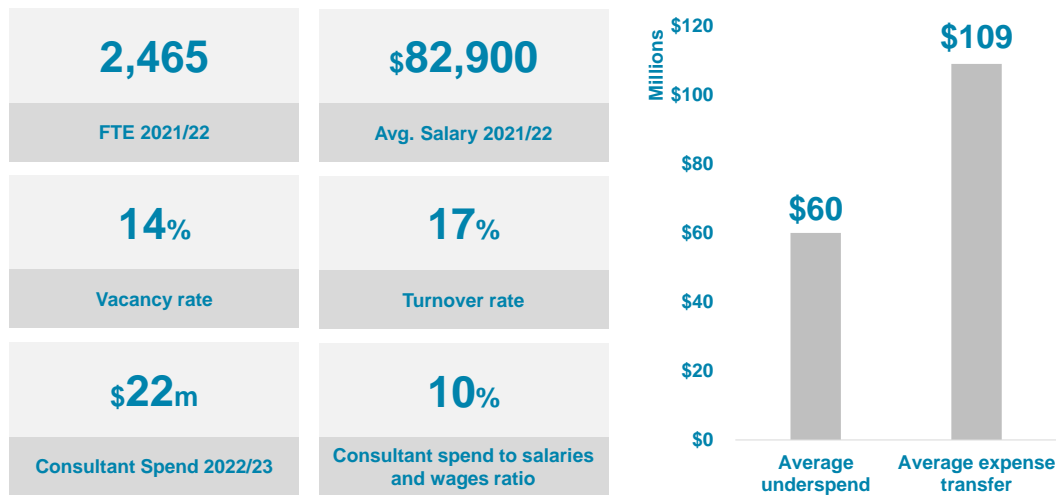 2,465
FTE 2021/22
$82,900
Avg. Salary 2021/22
14%
Vacancy rate
17%
Turnover rate
$22m
Consultant Spend 2022/23
10%
Consultant spend to salaries
and wages ratio
Millions
$120
$100
$80
$60
$40
$20
$0
$60
$109
Average
underspend
Average expense
transfer